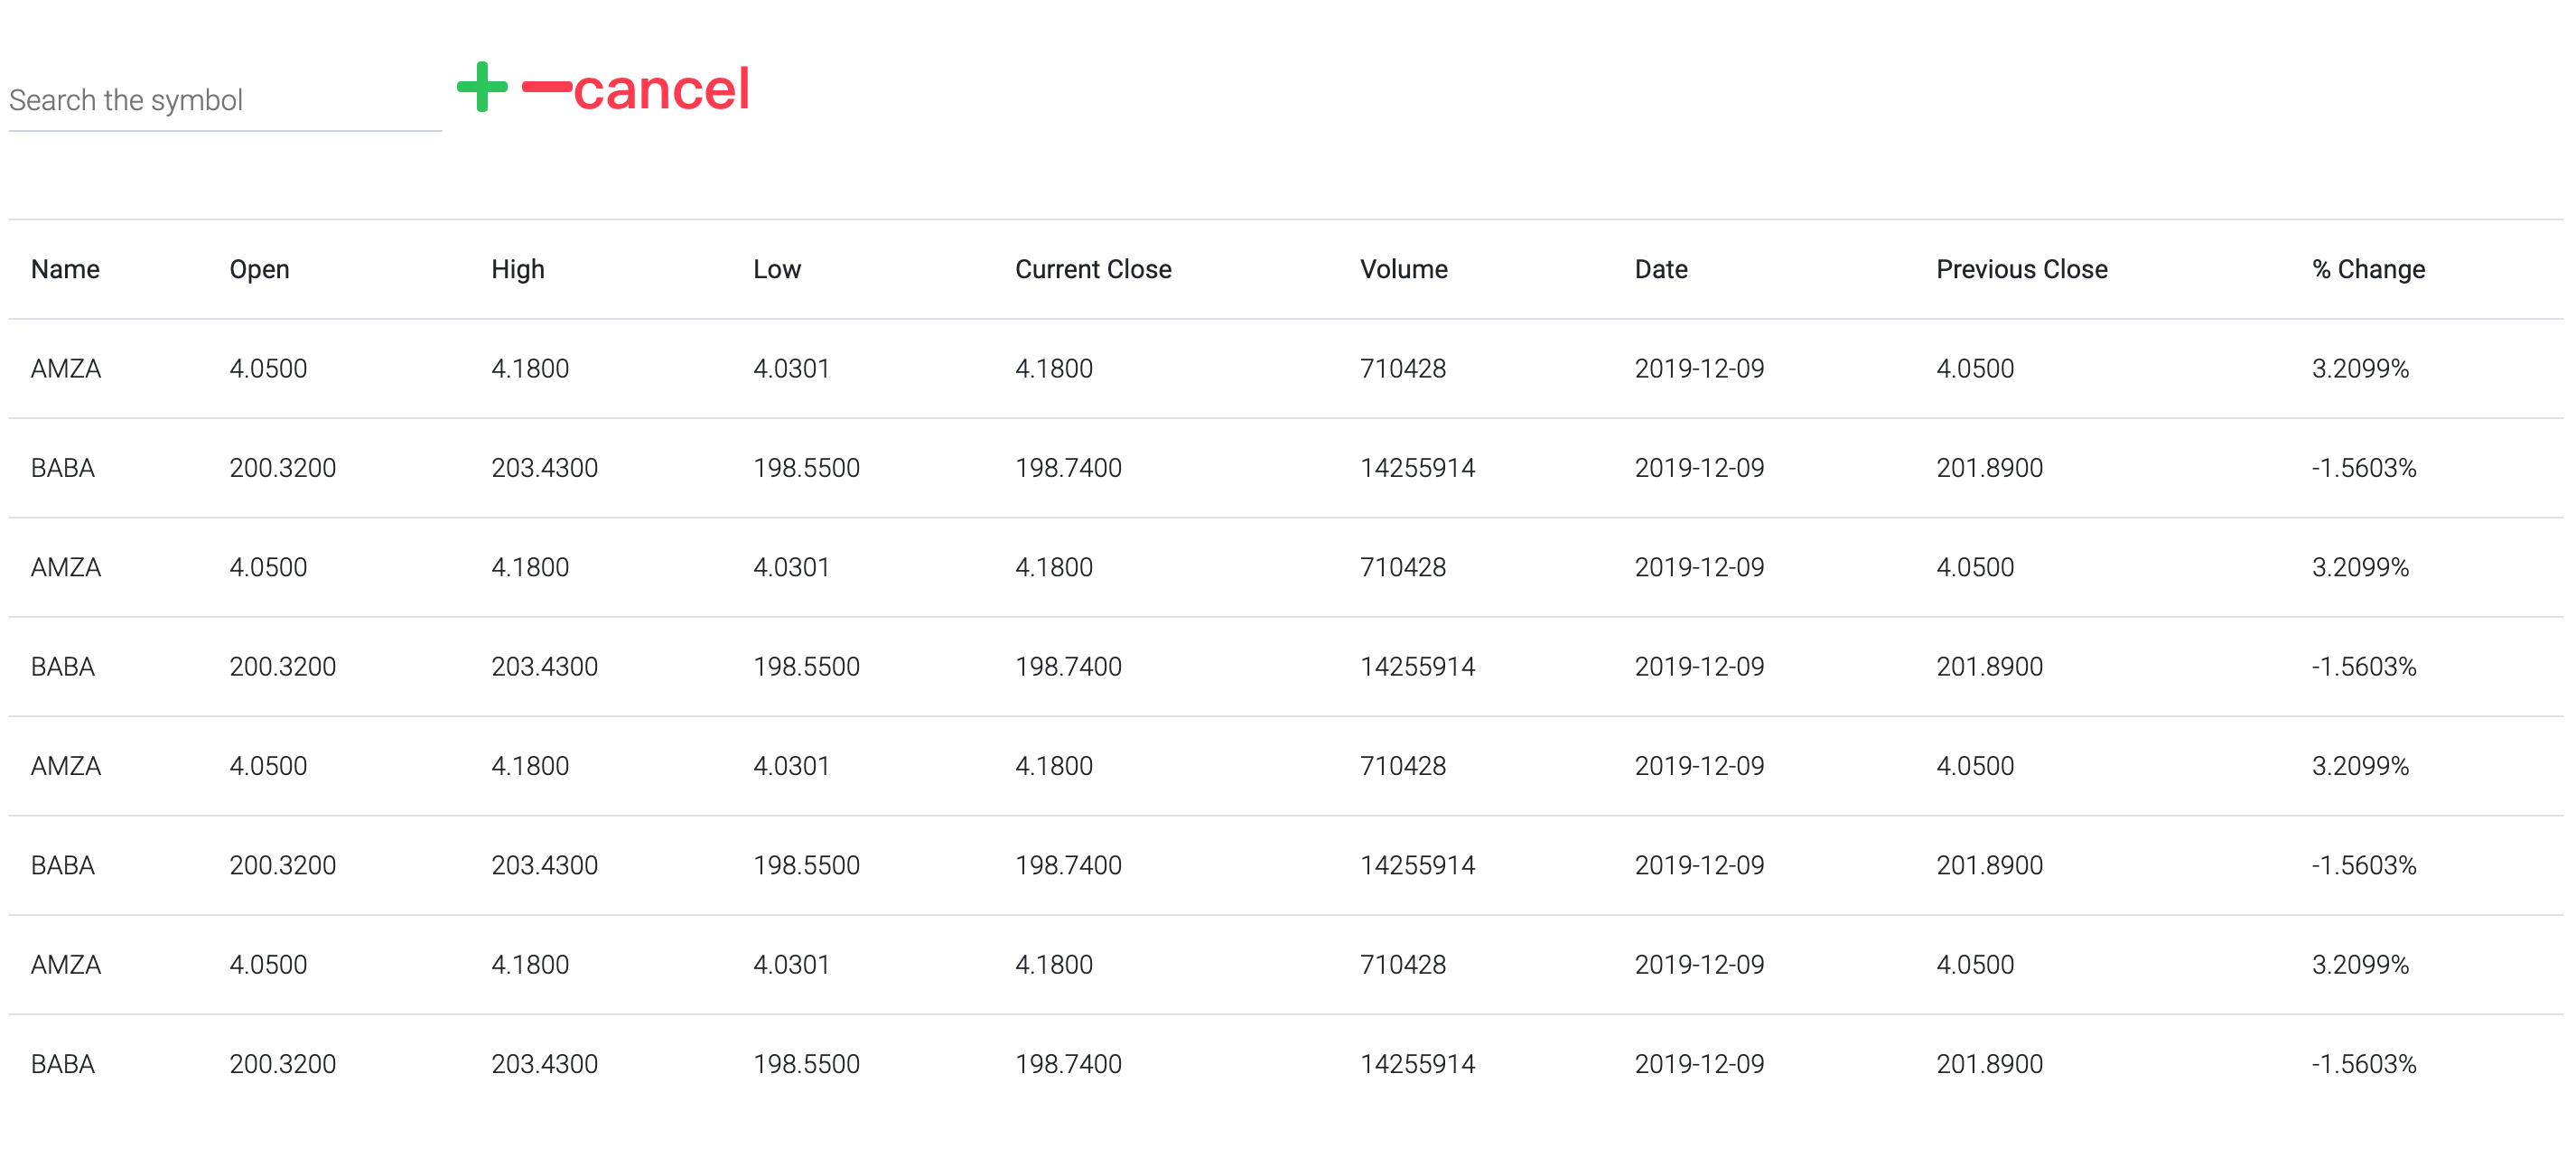 Search the symbol
cancel
Name Open High Low Current Close Volume Date Previous Close % Change
AMZA 4.0500 4.1800 4.0301 4.1800 710428 2019-12-09 4.0500 3.2099%
BABA 200.3200 203.4300 198.5500 198.7400 14255914 2019-12-09 201.8900 -1.5603%
AMZA 4.0500 4.1800 4.0301 4.1800 710428 2019-12-09 4.0500 3.2099%
BABA 200.3200 203.4300 198.5500 198.7400 14255914 2019-12-09 201.8900 -1.5603%
AMZA 4.0500 4.1800 4.0301 4.1800 710428 2019-12-09 4.0500 3.2099%
BABA 200.3200 203.4300 198.5500 198.7400 14255914 2019-12-09 201.8900 -1.5603%
AMZA 4.0500 4.1800 4.0301 4.1800 710428 2019-12-09 4.0500 3.2099%
BABA 200.3200 203.4300 198.5500 198.7400 14255914 2019-12-09 201.8900 -1.5603%